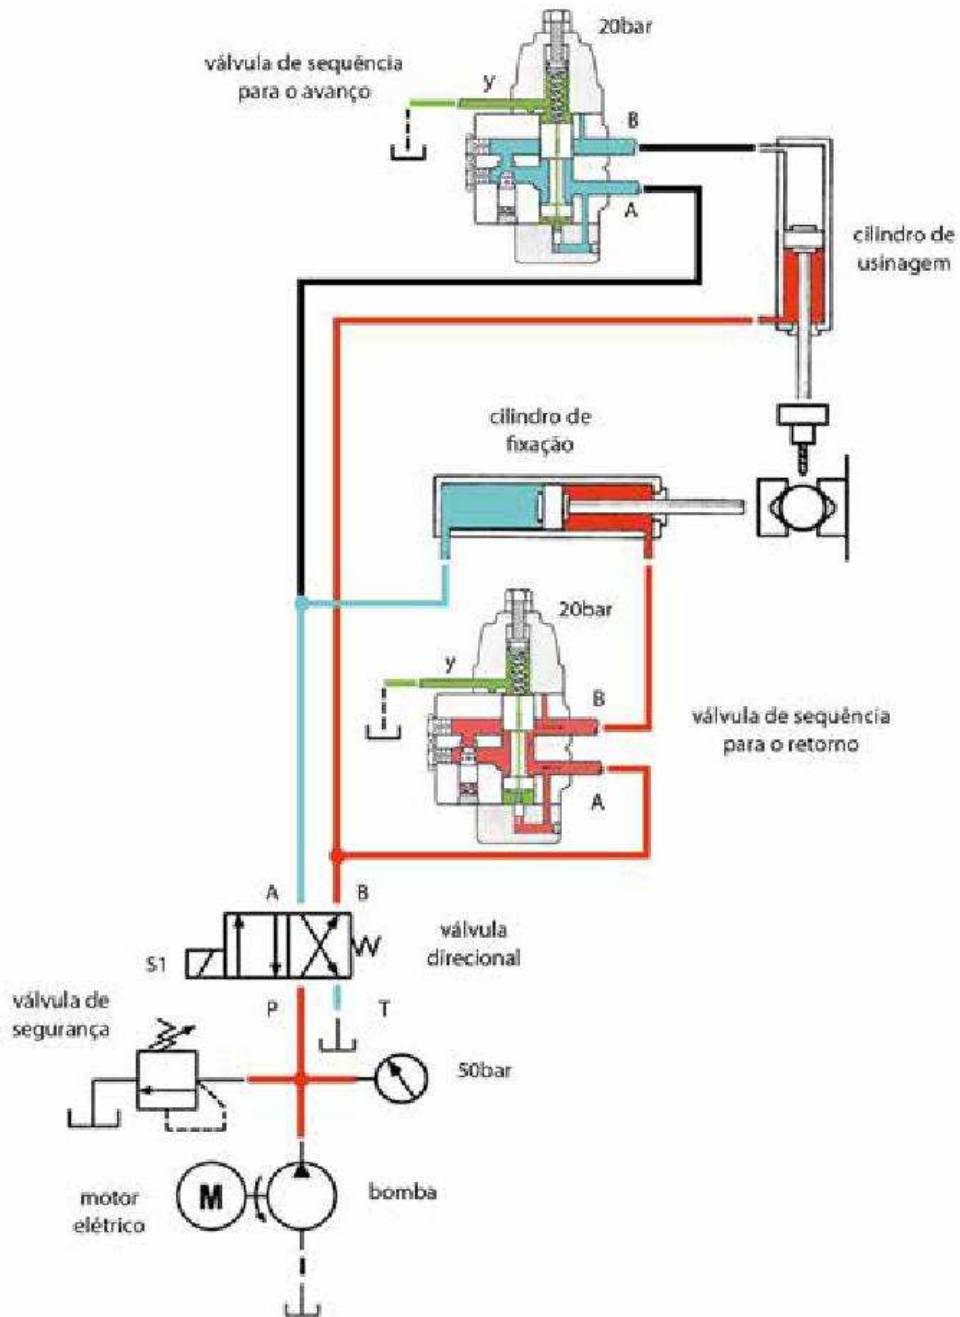 20bar
válvula de sequência
para o avanço
y
B
A
cilindro de
usinagem
cilindro de
fixação
20bar
y
B
válvula de sequência
para o retorno
A
A
B
válvula
direcional
S1
P
T
válvula de
segurança
50bar
M
bomba
motor
elétrico